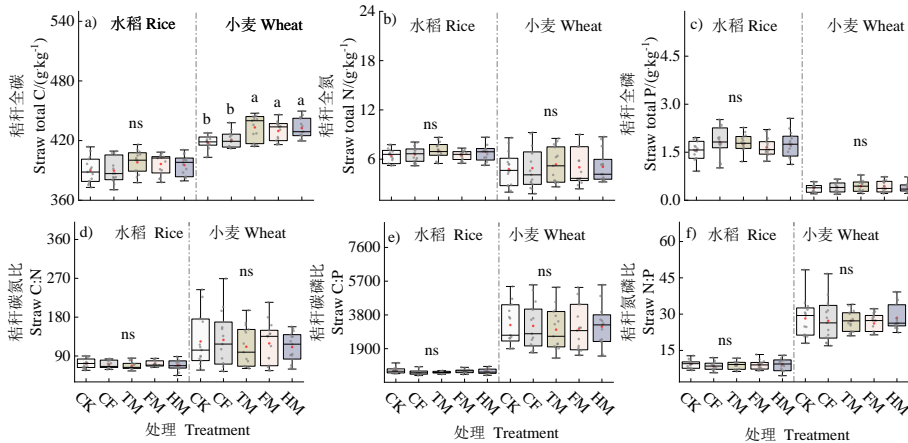 a)
水稻 Rice
小麦 Wheat
秸秆全碳
Straw total C/(g·kg-1)
540
480
420
360
ns
b
b
a
a
a
b)
水稻 Rice
小麦 Wheat
秸秆全氮
Straw total N/(g·kg-1)
24
18
12
6
ns
ns
c)
水稻 Rice
小麦 Wheat
秸秆全磷
Straw total P/(g·kg-1)
4.5
3.0
1.5
0.0
ns
ns
d)
水稻 Rice
小麦 Wheat
秸秆碳氮比
Straw C:N
360
270
180
90
ns
ns
CK CF TM FM HM CK CF TM FM HM
e)
水稻 Rice
小麦 Wheat
秸秆碳磷比
Straw C:P
7600
5700
3800
1900
ns
ns
CK CF TM FM HM CK CF TM FM HM
f)
水稻 Rice
小麦 Wheat
秸秆氮磷比
Straw N:P
60
45
30
15
ns
ns
CK CF TM FM HM CK CF TM FM HM
处理 Treatment
处理 Treatment
处理 Treatment